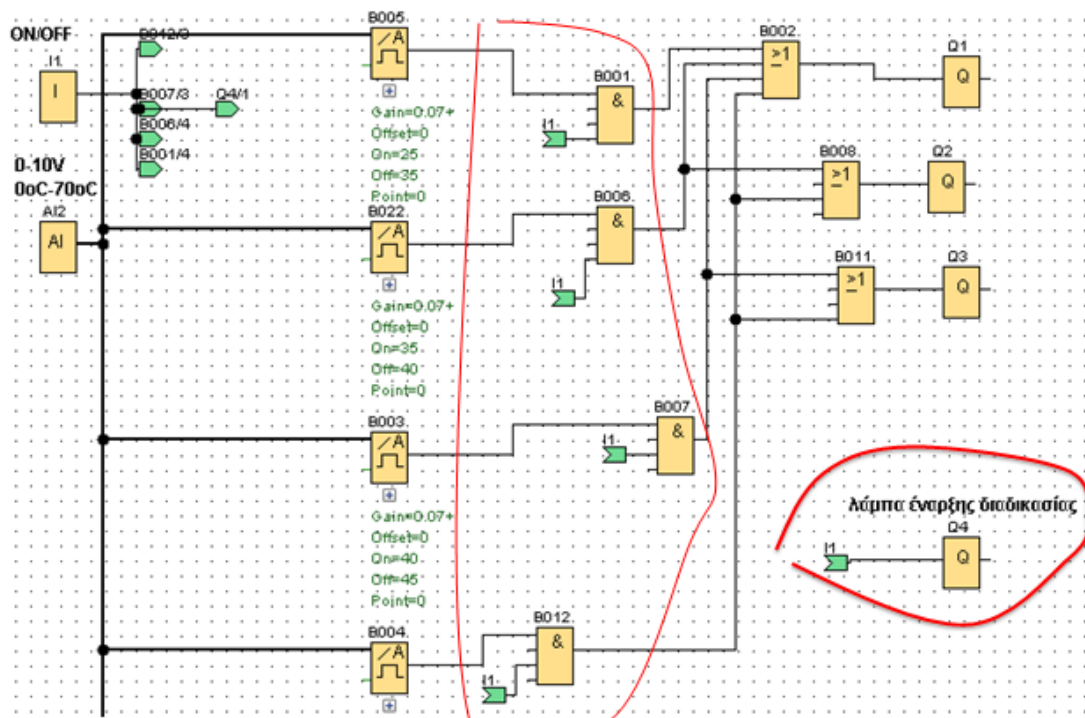 ON/OFF
I1
I
B012/3
B007/3
Q4/1
B006/4
B001/4
0-10V
0oC-70oC
AI2
AI
B005
/A
Gain=0.07+
Offset=0
On=25
Off=35
Point=0
B022
/A
Gain=0.07+
Offset=0
On=35
Off=40
Point=0
B003
/A
Gain=0.07+
Offset=0
On=40
Off=45
Point=0
B004
/A
B001
&
I1
B006
&
I1
B007
&
I1
B012
&
I1
B002
≥1
B008
≥1
B011
≥1
Q1
Q
Q2
Q
Q3
Q
λάμπα έναρξης διαδικασίας
Q4
I1
Q